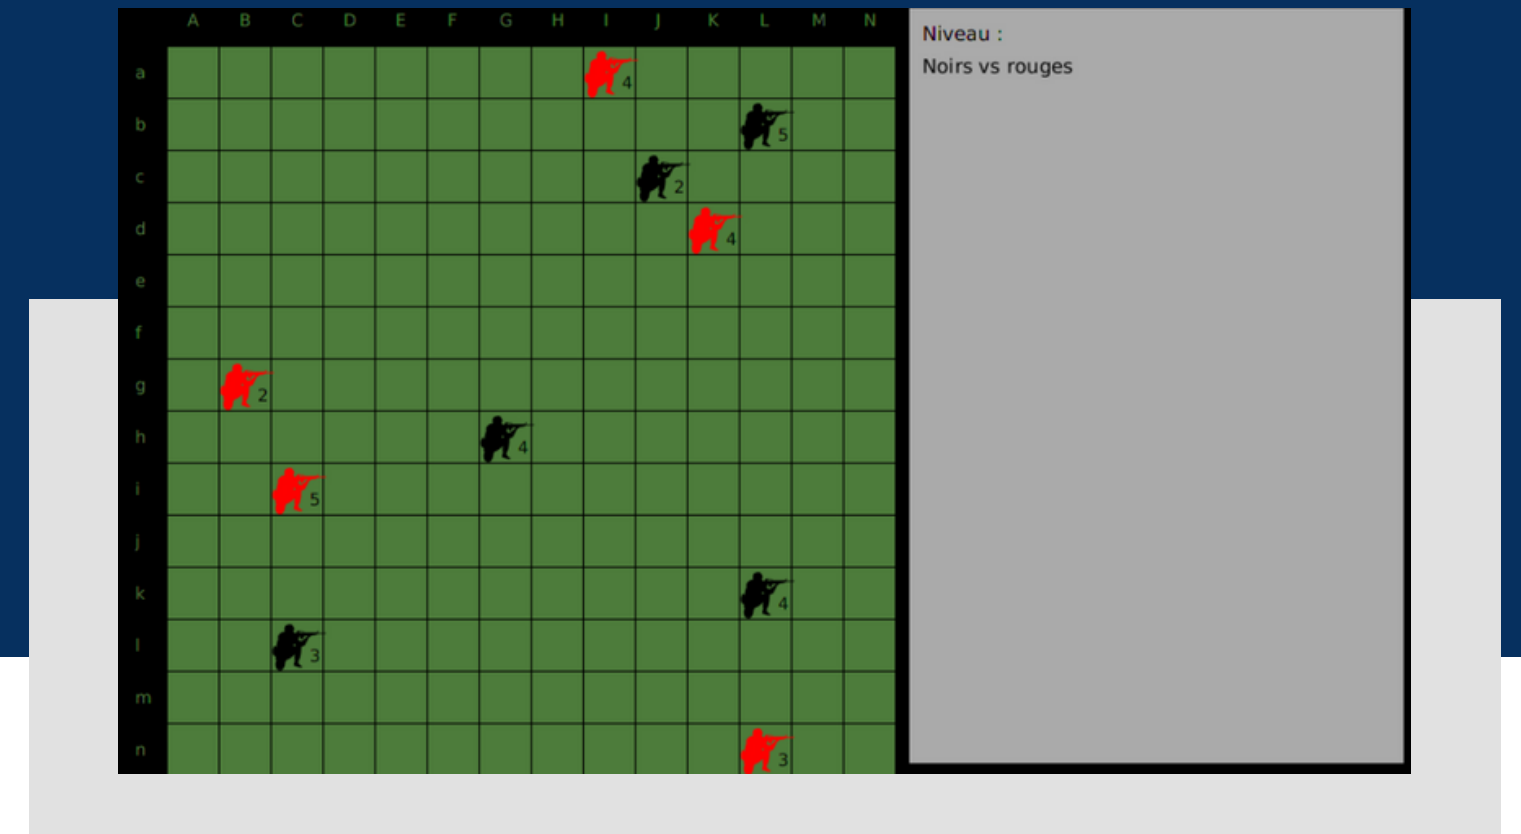 A B C D E F G H I J K L M N
Niveau :
Noirs vs rouges
a 4
b 5
c 2
d 4
e
f
g 2
h 4
i 5
j
k 4
l 3
m
n 3